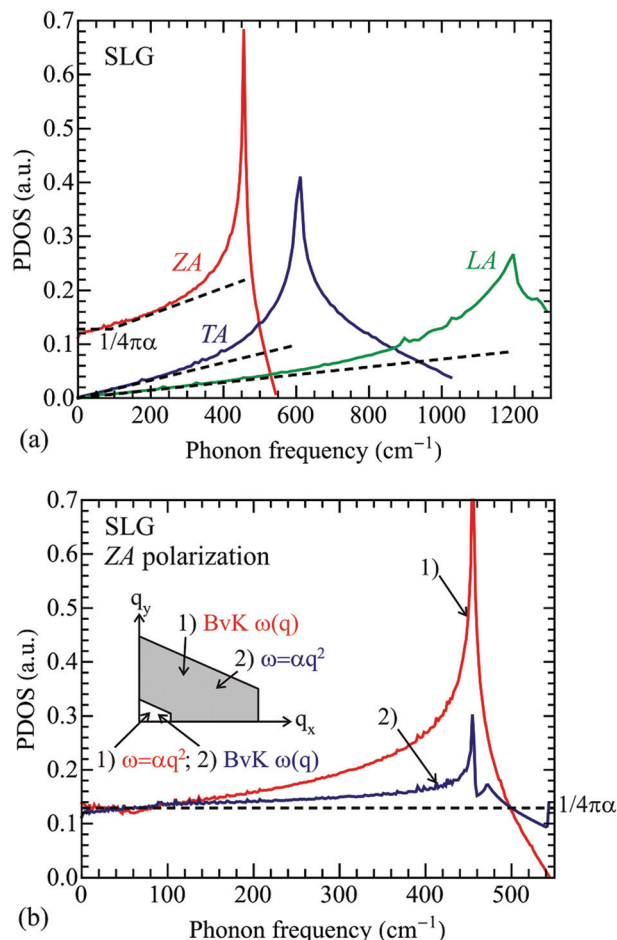 SLG
0.7
0.6
0.5
0.4
0.3
0.2
0.1
0.0
PDOS (a.u.)
ZA
TA
LA
1/4πα
0 200 400 600 800 1000 1200
(a)
Phonon frequency (cm⁻¹)
SLG
ZA polarization
0.7
0.6
0.5
0.4
0.3
0.2
0.1
0.0
PDOS (a.u.)
1)
2)
q_y
1) BvK ω(q)
2) ω=αq²
q_x
1) ω=αq²; 2) BvK ω(q)
1/4πα
0 100 200 300 400 500
(b)
Phonon frequency (cm⁻¹)